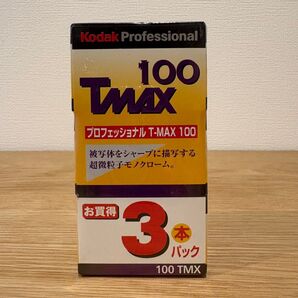 Kodak Professional
100
TMAX
プロフェッショナル T-MAX 100
被写体をシャープに描写する
超微粒子モノクローム。
お買得
3本パック
100 TMX